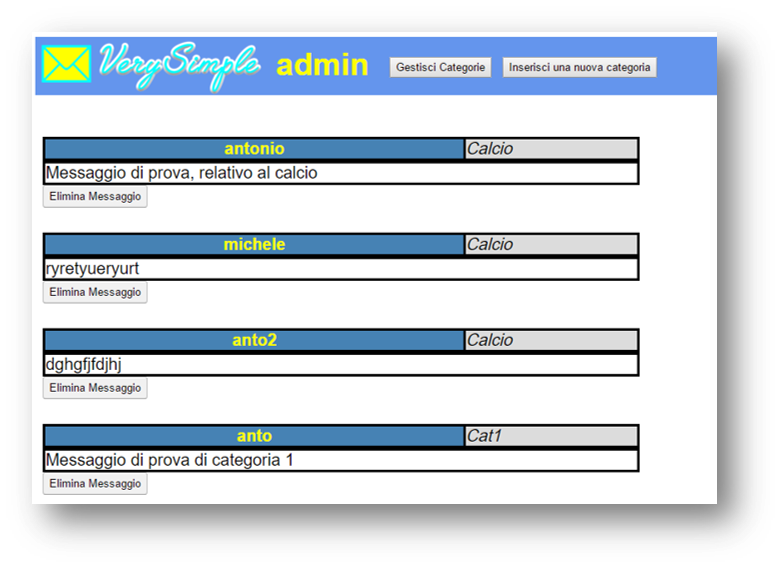 VerySimple admin Gestisci Categorie Inserisci una nuova categoria
antonio Calcio
Messaggio di prova, relativo al calcio
Elimina Messaggio
michele Calcio
ryretyueryurt
Elimina Messaggio
anto2 Calcio
dghgfjfdjhj
Elimina Messaggio
anto Cat1
Messaggio di prova di categoria 1
Elimina Messaggio